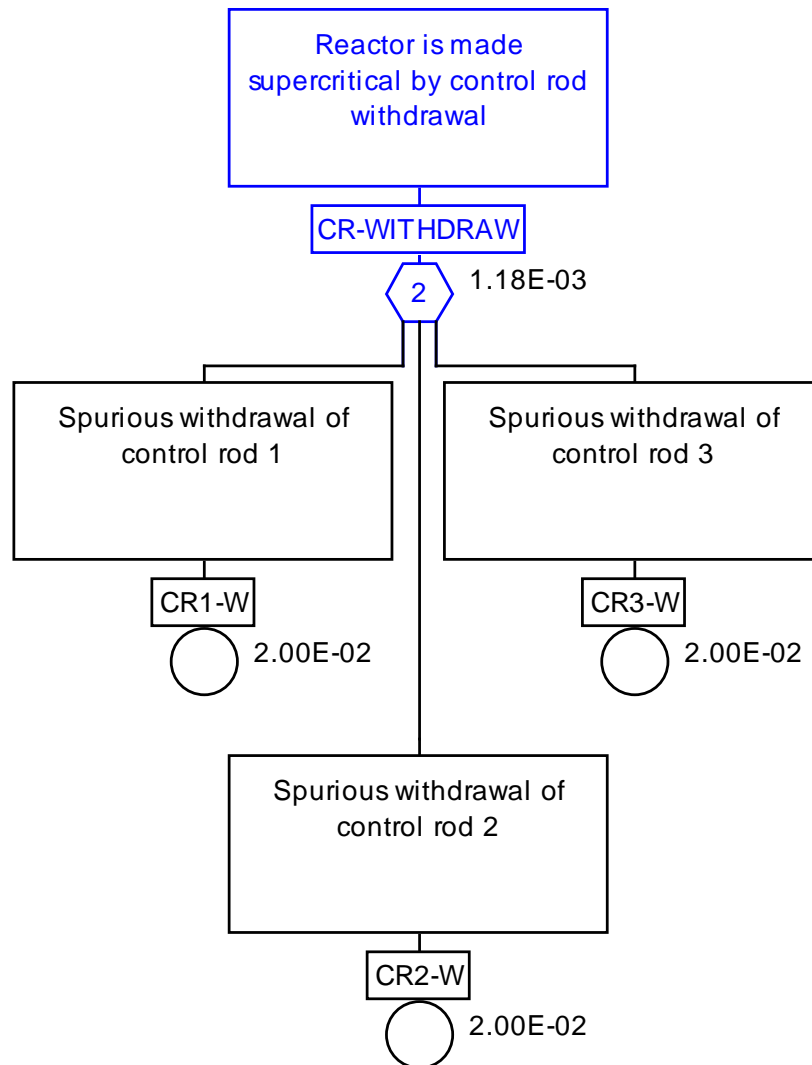 Reactor is made
supercritical by control rod
withdrawal
CR-WITHDRAW
2
1.18E-03
Spurious withdrawal of
control rod 1
CR1-W
2.00E-02
Spurious withdrawal of
control rod 3
CR3-W
2.00E-02
Spurious withdrawal of
control rod 2
CR2-W
2.00E-02